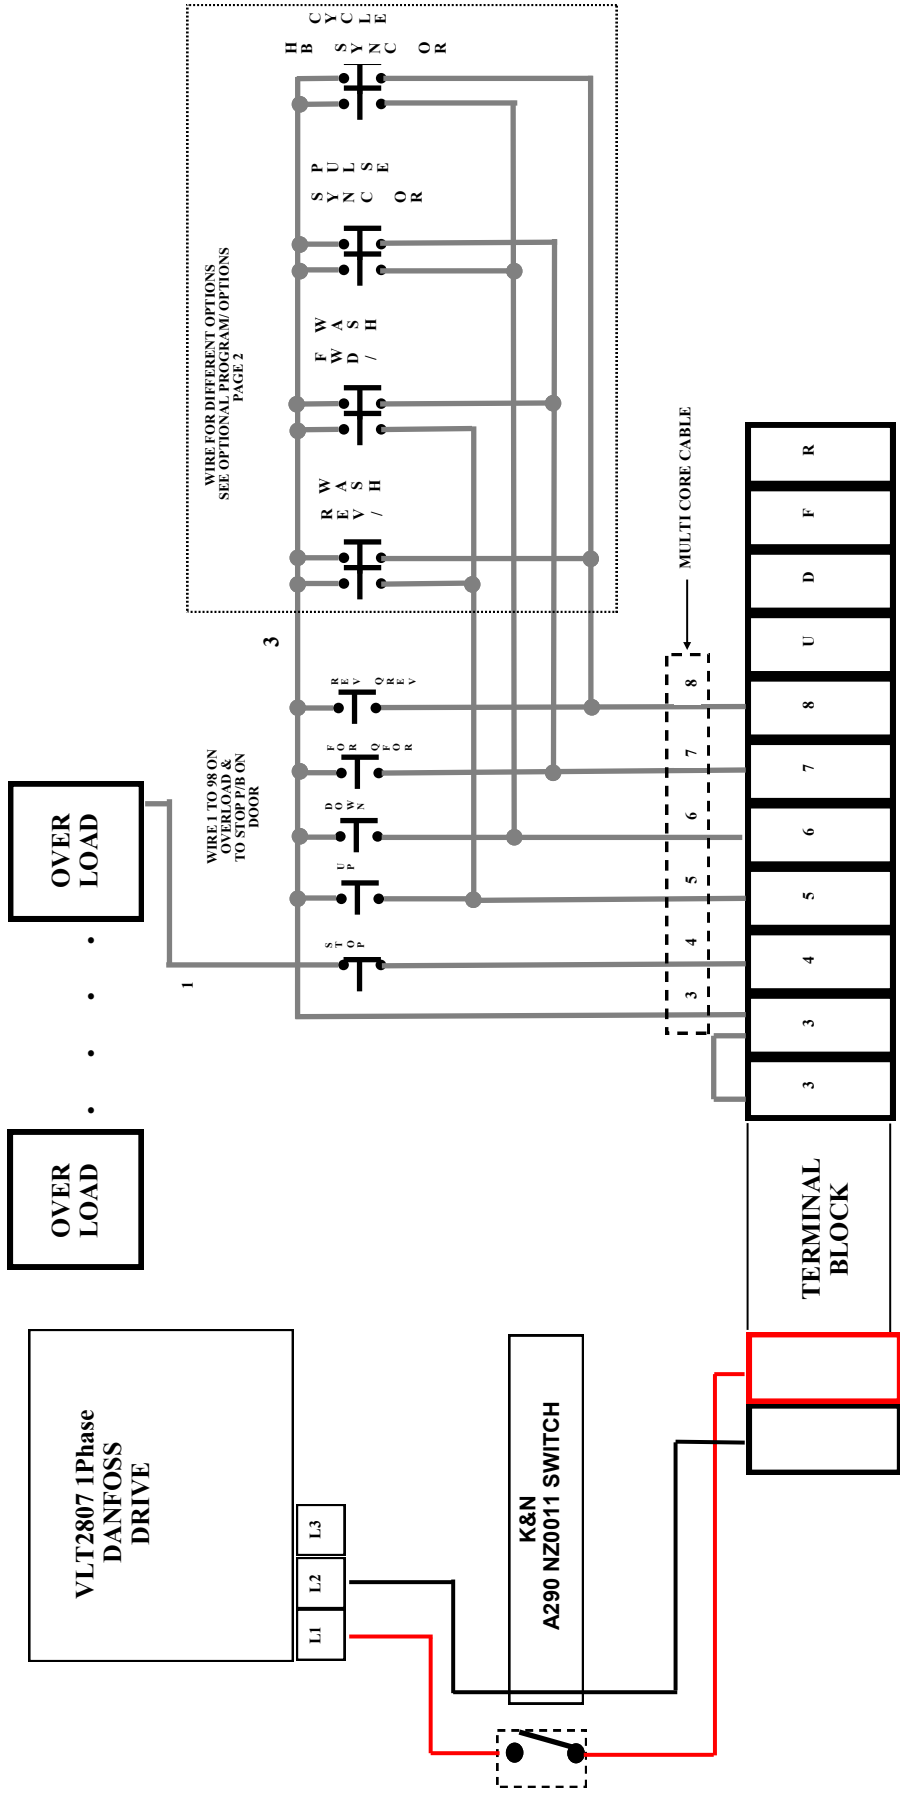 OVER
LOAD
OVER
LOAD
VLT2807 1Phase
DANFOSS
DRIVE
L1
L2
L3
K&N
A290 NZ0011 SWITCH
TERMINAL
BLOCK
3
3
4
5
6
7
8
U
D
F
R
3
4
5
6
7
8
MULTI CORE CABLE
1
3
WIRE 1 TO 98 ON
OVERLOAD &
TO STOP P/B ON
DOOR
STOP
UP
DOWN
FOR QFOR
REV QREV
WIRE FOR DIFFERENT OPTIONS
SEE OPTIONAL PROGRAM/ OPTIONS
PAGE 2
REV/
WASH
FWD/
WASH
SYNC OR
PULSE
HB SYNC OR
CYCLE